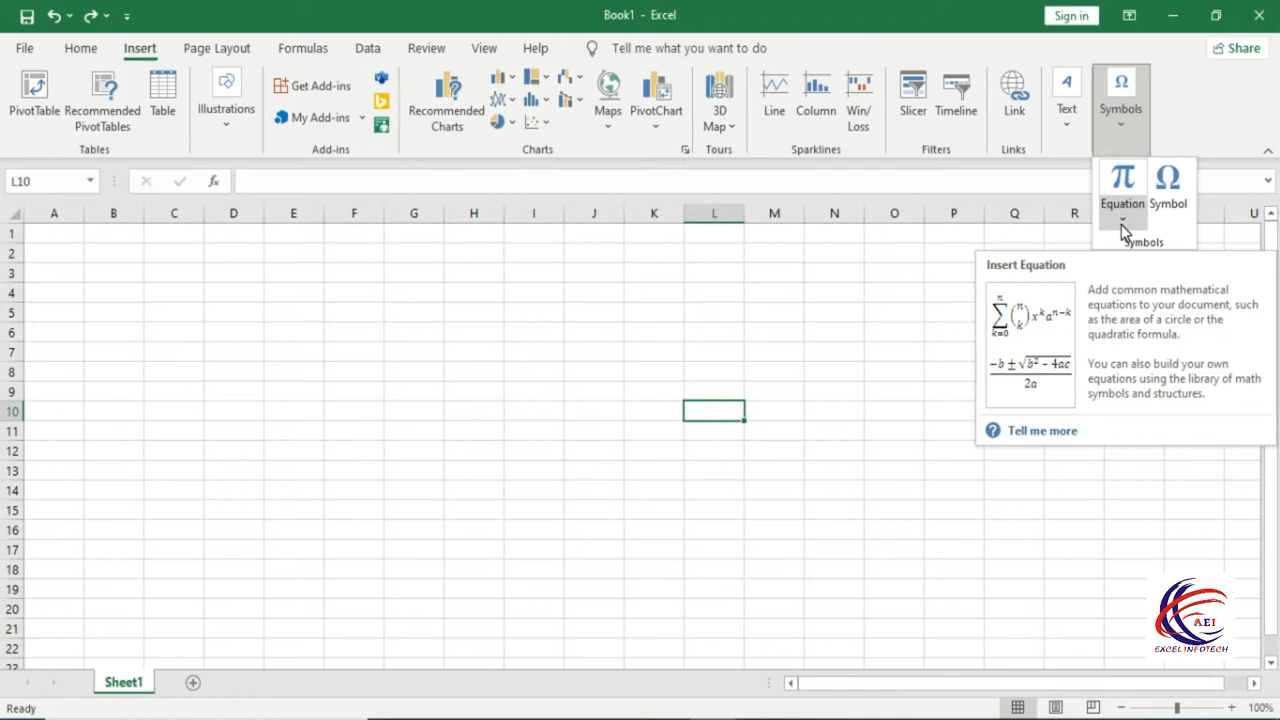 Book1 - Excel
Sign in
File Home Insert Page Layout Formulas Data Review View Help Tell me what you want to do Share
PivotTable
Recommended
PivotTables
Table
Tables
Illustrations
Get Add-ins
My Add-ins
Add-ins
Recommended
Charts
Maps
PivotChart
Charts
3D
Map
Tours
Line
Column
Win/
Loss
Sparklines
Slicer
Timeline
Filters
Link
Links
Text
Ω
Symbols
π Ω
Equation Symbol
Symbols
L10
fx
A B C D E F G H I J K L M N O P Q R U
1
2
3
4
5
6
7
8
9
10
11
12
13
14
15
16
17
18
19
20
21
22
23
Insert Equation
Add common mathematical
equations to your document, such
as the area of a circle or the
quadratic formula.
You can also build your own
equations using the library of math
symbols and structures.
n
∑ (n k) x^k a^n−k
k=0
−b ± √b² − 4ac
2a
Tell me more
AEI
EXCEL INFOTECH
Sheet1
Ready
100%